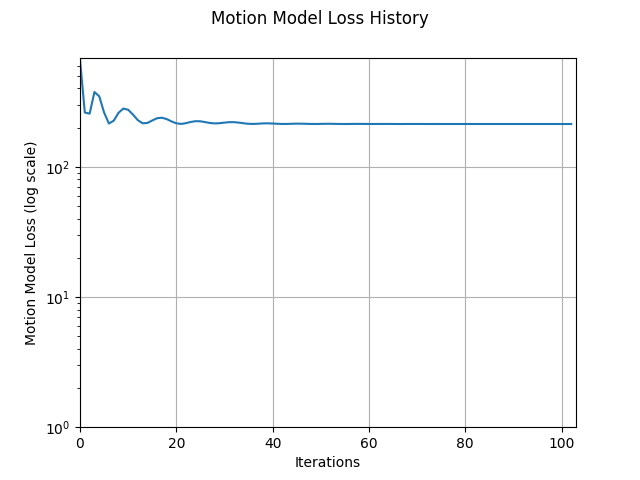 Motion Model Loss History
Motion Model Loss (log scale)
10²
10¹
10⁰
0 20 40 60 80 100
Iterations